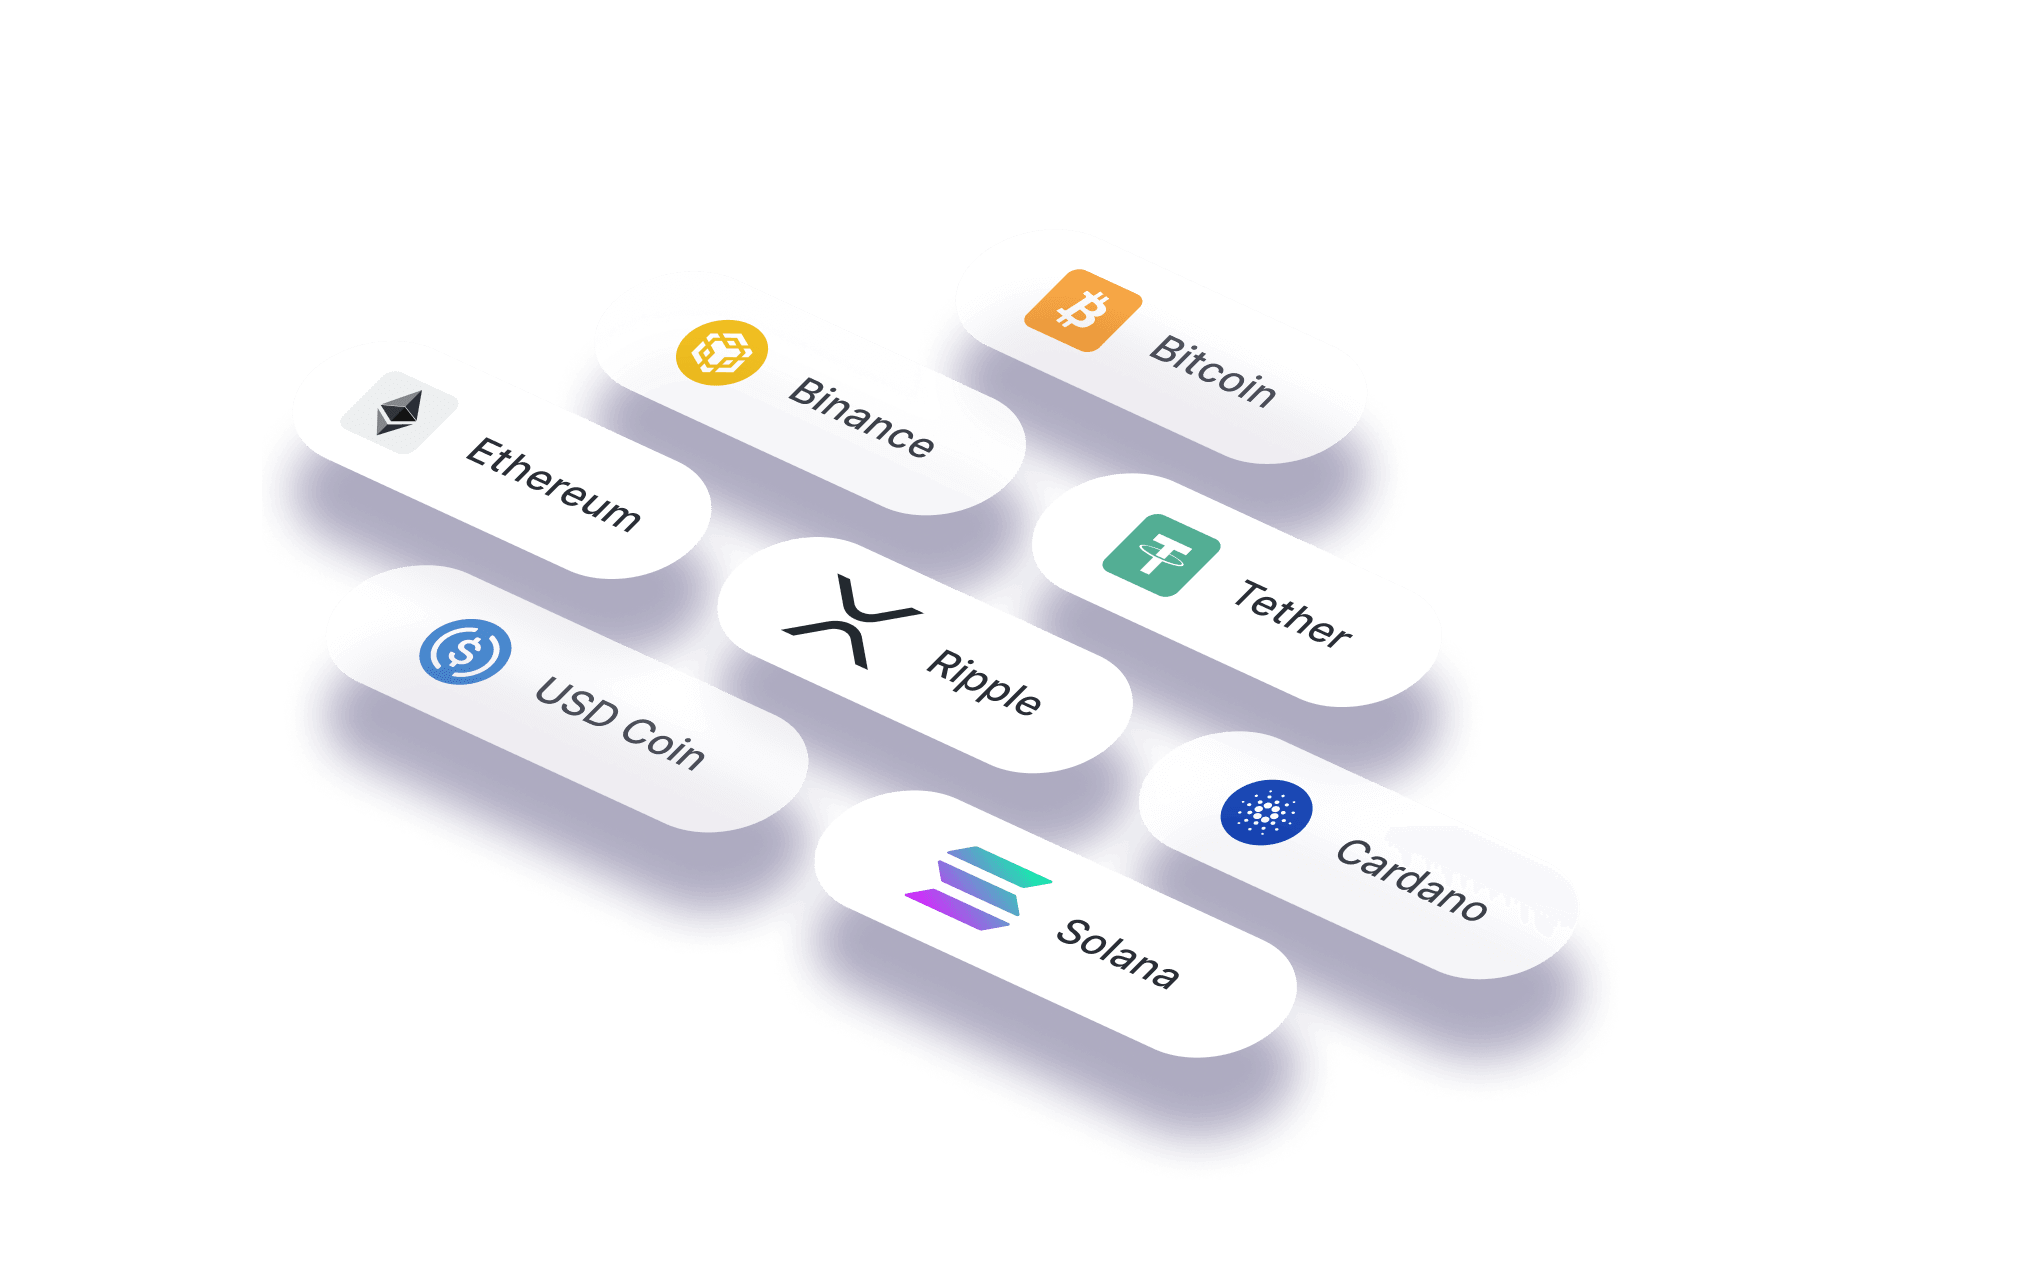 Bitcoin
Binance
Ethereum
Tether
Ripple
USD Coin
Cardano
Solana